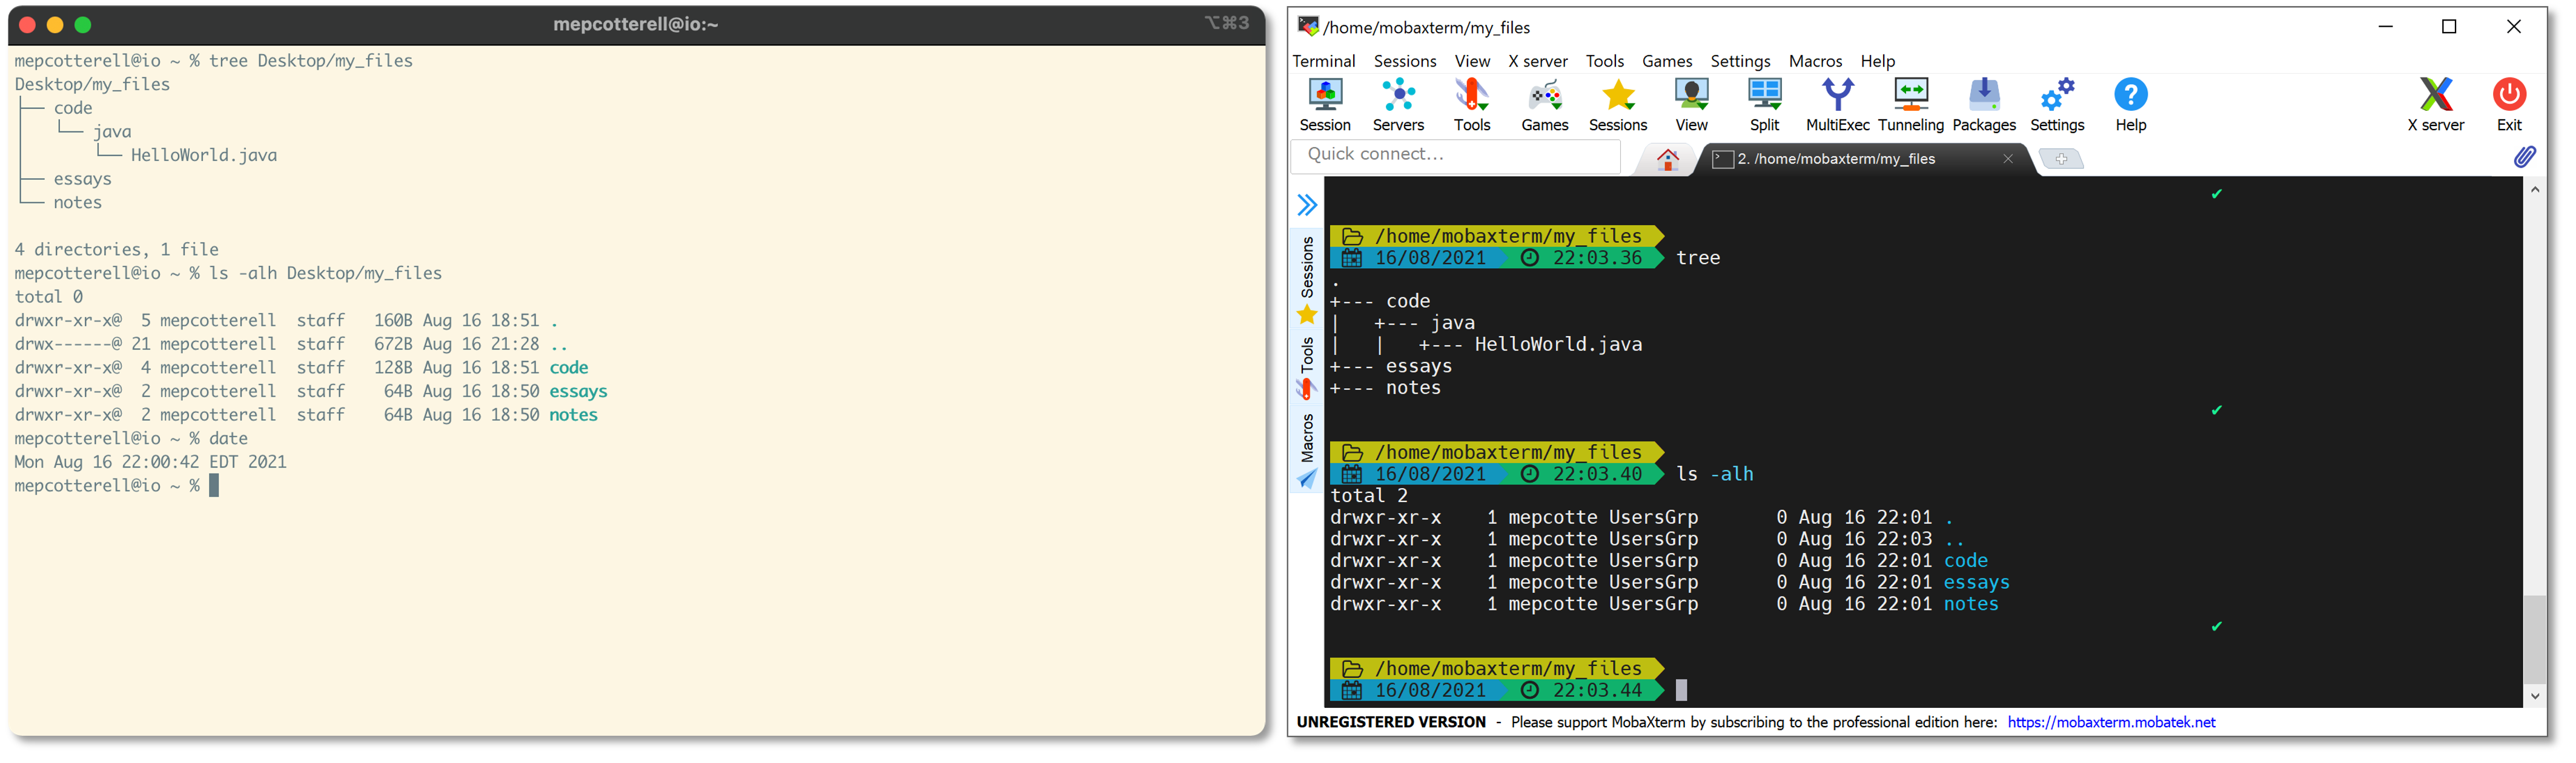 mepcotterell@io:~
⌥⌘3
mepcotterell@io ~ % tree Desktop/my_files
Desktop/my_files
├── code
│   └── java
│       └── HelloWorld.java
├── essays
└── notes
4 directories, 1 file
mepcotterell@io ~ % ls -alh Desktop/my_files
total 0
drwxr-xr-x@  5 mepcotterell  staff   160B Aug 16 18:51 .
drwx------@ 21 mepcotterell  staff   672B Aug 16 21:28 ..
drwxr-xr-x@  4 mepcotterell  staff   128B Aug 16 18:51 code
drwxr-xr-x@  2 mepcotterell  staff    64B Aug 16 18:50 essays
drwxr-xr-x@  2 mepcotterell  staff    64B Aug 16 18:50 notes
mepcotterell@io ~ % date
Mon Aug 16 22:00:42 EDT 2021
mepcotterell@io ~ %
/home/mobaxterm/my_files
Terminal Sessions View X server Tools Games Settings Macros Help
Session Servers Tools Games Sessions View Split MultiExec Tunneling Packages Settings Help X server Exit
Quick connect...
2. /home/mobaxterm/my_files
Sessions
Tools
Macros
/home/mobaxterm/my_files
16/08/2021 22:03.36 tree
.
+--- code
|   +--- java
|   |   +--- HelloWorld.java
+--- essays
+--- notes
/home/mobaxterm/my_files
16/08/2021 22:03.40 ls -alh
total 2
drwxr-xr-x    1 mepcotte UsersGrp       0 Aug 16 22:01 .
drwxr-xr-x    1 mepcotte UsersGrp       0 Aug 16 22:03 ..
drwxr-xr-x    1 mepcotte UsersGrp       0 Aug 16 22:01 code
drwxr-xr-x    1 mepcotte UsersGrp       0 Aug 16 22:01 essays
drwxr-xr-x    1 mepcotte UsersGrp       0 Aug 16 22:01 notes
/home/mobaxterm/my_files
16/08/2021 22:03.44
UNREGISTERED VERSION - Please support MobaXterm by subscribing to the professional edition here: https://mobaxterm.mobatek.net